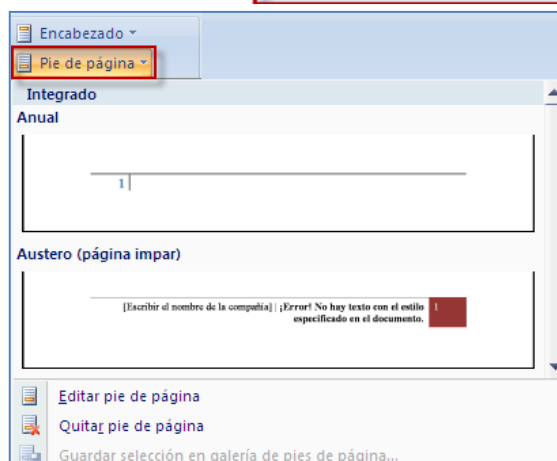 Encabezado
Pie de página
Integrado
Anual
1
Austero (página impar)
[Escribir el nombre de la compañía] | ¡Error! No hay texto con el estilo 1
especificado en el documento.
Editar pie de página
Quitar pie de página
Guardar selección en galería de pies de página...